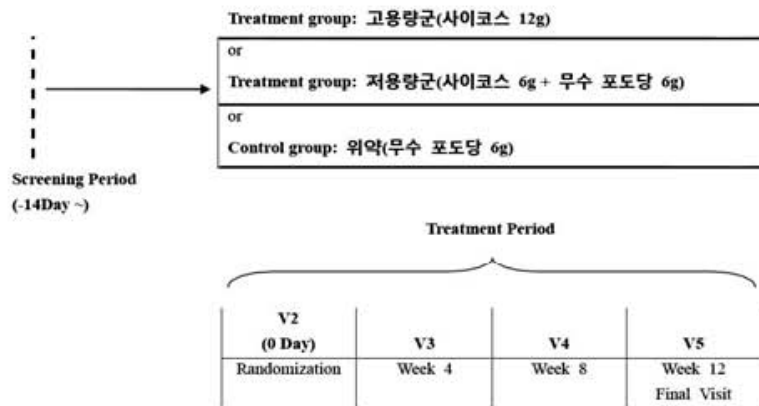 Treatment group: 고용량군(사이코스 12g)
or
Treatment group: 저용량군(사이코스 6g + 무수 포도당 6g)
or
Control group: 위약(무수 포도당 6g)
Screening Period
(-14Day ~)
Treatment Period
V2
(0 Day) V3 V4 V5
Randomization Week 4 Week 8 Week 12
Final Visit